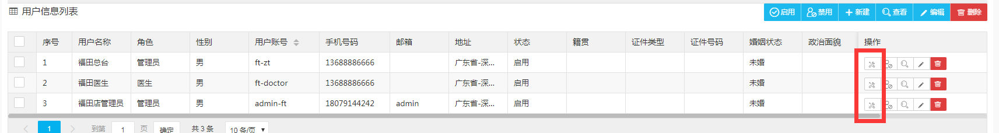 用户信息列表 启用 禁用 新建 查看 编辑 删除
序号 用户名称 角色 性别 用户账号 手机号码 邮箱 地址 状态 籍贯 证件类型 证件号码 婚姻状态 政治面貌 操作
1 福田总台 管理员 男 ft-zt 13688886666 广东省-深... 启用 未婚
2 福田医生 医生 男 ft-doctor 13688886666 广东省-深... 启用 未婚
3 福田店管理员 管理员 男 admin-ft 18079144242 admin 广东省-深... 启用 未婚
1 到第 1 页 确定 共 3 条 10 条/页